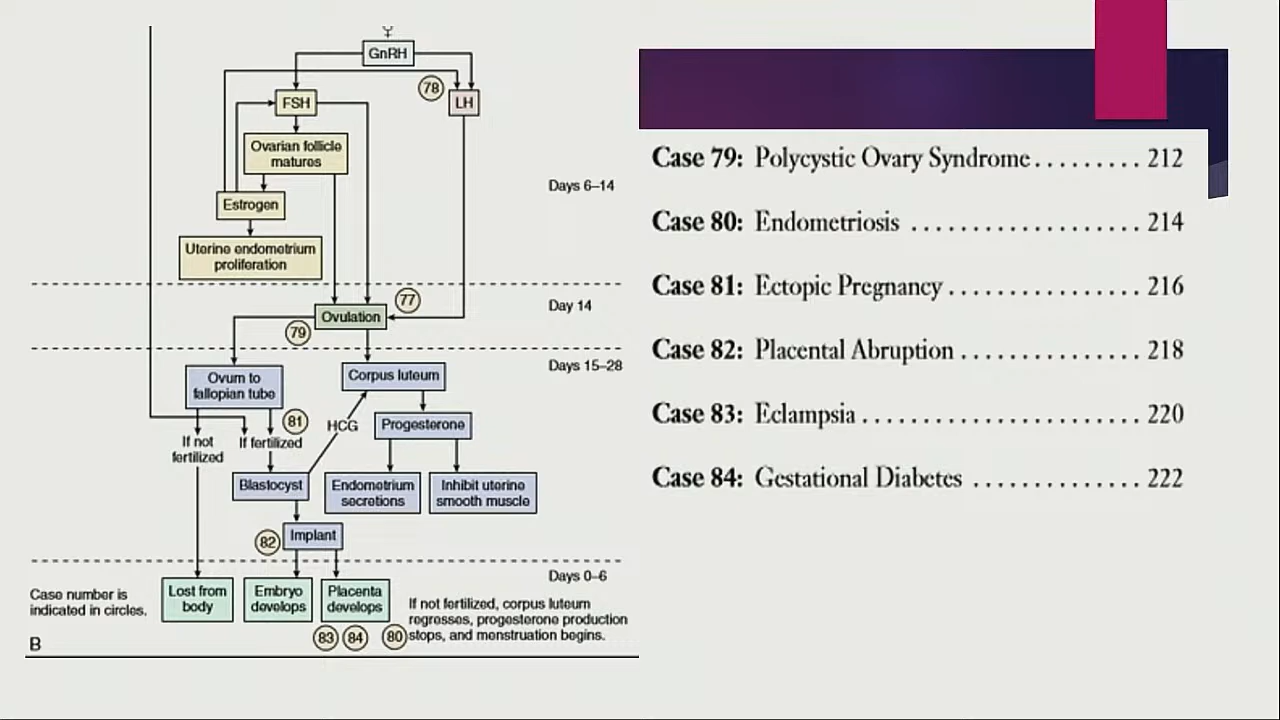 ♀
GnRH
78
FSH
LH
Ovarian follicle
matures
Days 6–14
Estrogen
Uterine endometrium
proliferation
77
Day 14
Ovulation
79
Days 15–28
Ovum to
fallopian tube
Corpus luteum
81
HCG
Progesterone
If not
fertilized
If fertilized
Blastocyst
Endometrium
secretions
Inhibit uterine
smooth muscle
82
Implant
Days 0–6
Case number is
indicated in circles.
Lost from
body
Embryo
develops
Placenta
develops
If not fertilized, corpus luteum
regresses, progesterone production
stops, and menstruation begins.
83
84
80
B
Case 79: Polycystic Ovary Syndrome......... 212
Case 80: Endometriosis ................... 214
Case 81: Ectopic Pregnancy................ 216
Case 82: Placental Abruption............... 218
Case 83: Eclampsia....................... 220
Case 84: Gestational Diabetes .............. 222